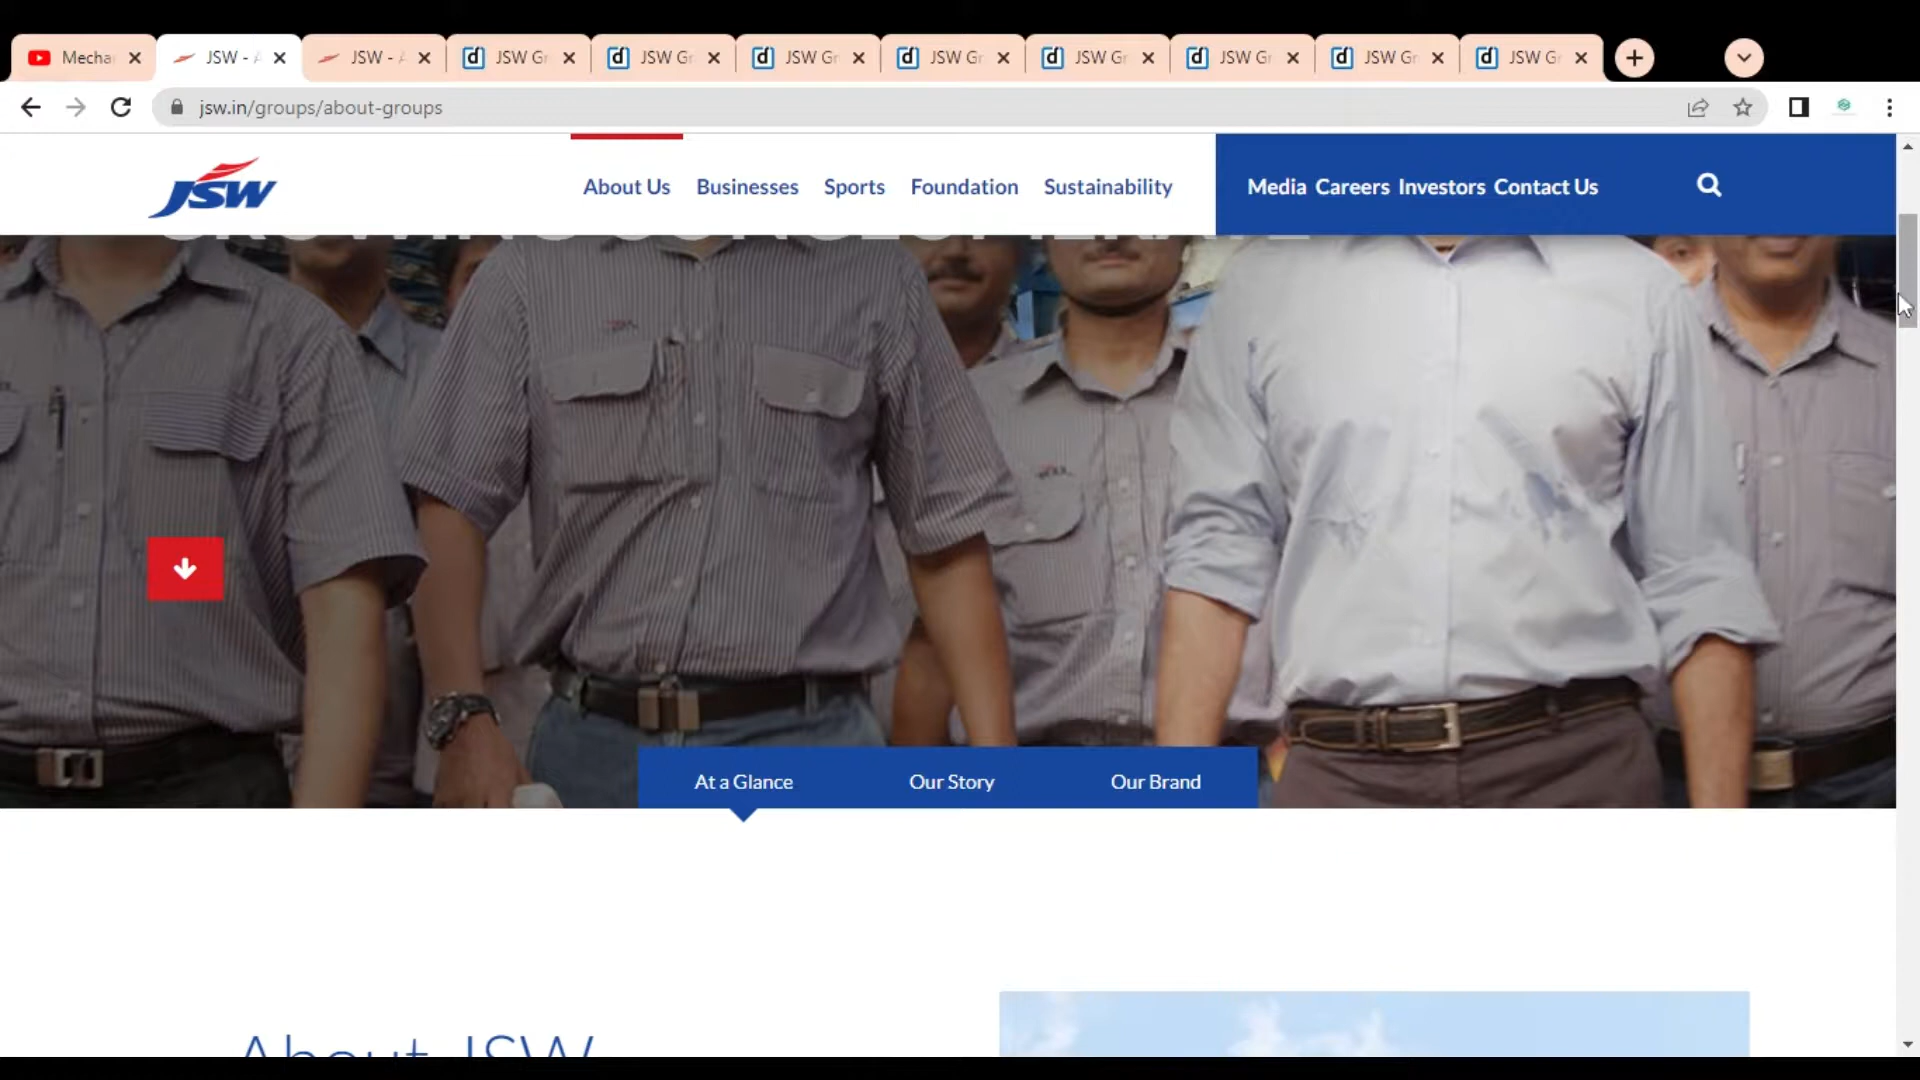 Mecha
JSW - A
JSW - A
JSW Gr
JSW Gr
JSW Gr
JSW Gr
JSW Gr
JSW Gr
JSW Gr
JSW Gr
jsw.in/groups/about-groups
JSW
About Us
Businesses
Sports
Foundation
Sustainability
Media Careers Investors Contact Us
At a Glance
Our Story
Our Brand
About JSW